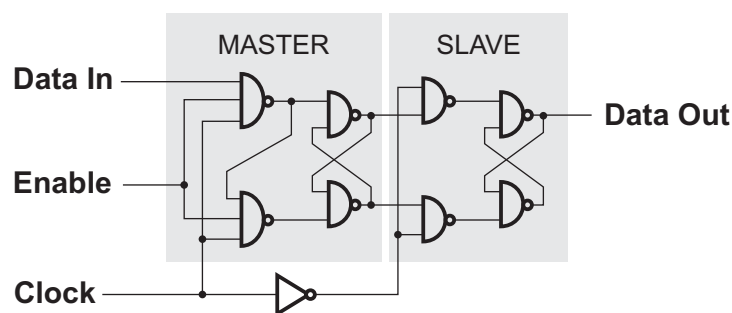 MASTER
SLAVE
Data In
Data Out
Enable
Clock